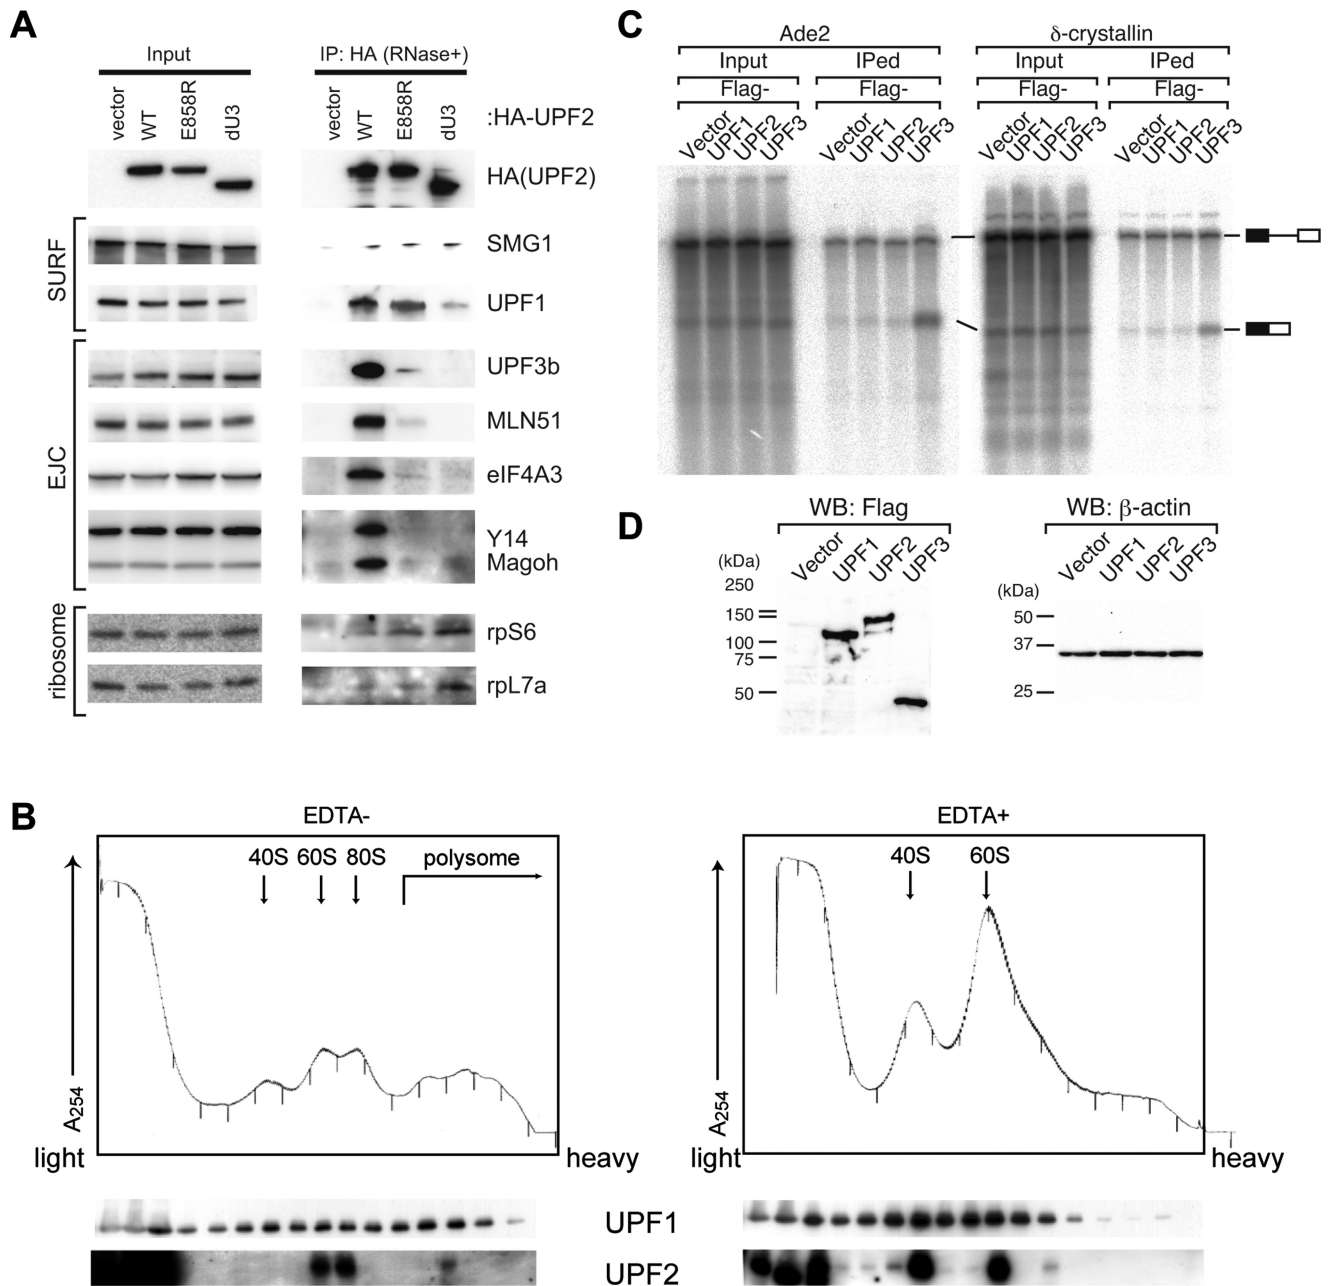 A
Input
IP: HA (RNase+)
vector WT E858R dU3
vector WT E858R dU3
:HA-UPF2
HA(UPF2)
SURF
SMG1
UPF1
EJC
UPF3b
MLN51
eIF4A3
Y14
Magoh
ribosome
rpS6
rpL7a
C
Ade2
δ-crystallin
Input IPed Input IPed
Flag- Flag- Flag- Flag-
Vector UPF1 UPF2 UPF3
Vector UPF1 UPF2 UPF3
Vector UPF1 UPF2 UPF3
Vector UPF1 UPF2 UPF3
D
WB: Flag
Vector UPF1 UPF2 UPF3
(kDa)
250
150
100
75
50
WB: β-actin
Vector UPF1 UPF2 UPF3
(kDa)
50
37
25
B
EDTA-
40S 60S 80S polysome
A254
light heavy
EDTA+
40S 60S
A254
light heavy
UPF1
UPF2